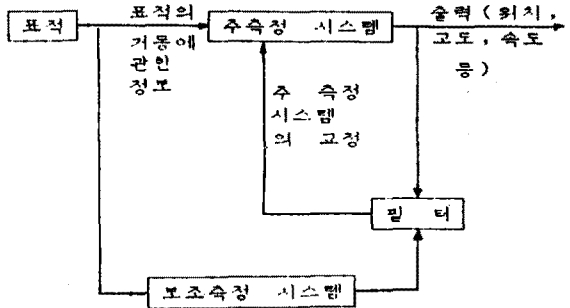 표적
표적의
거동에
관한
정보
주측정 시스템
출력 (위치,
고도, 속도
등)
주 측정
시스템
의 교정
필 터
보조측정 시스템